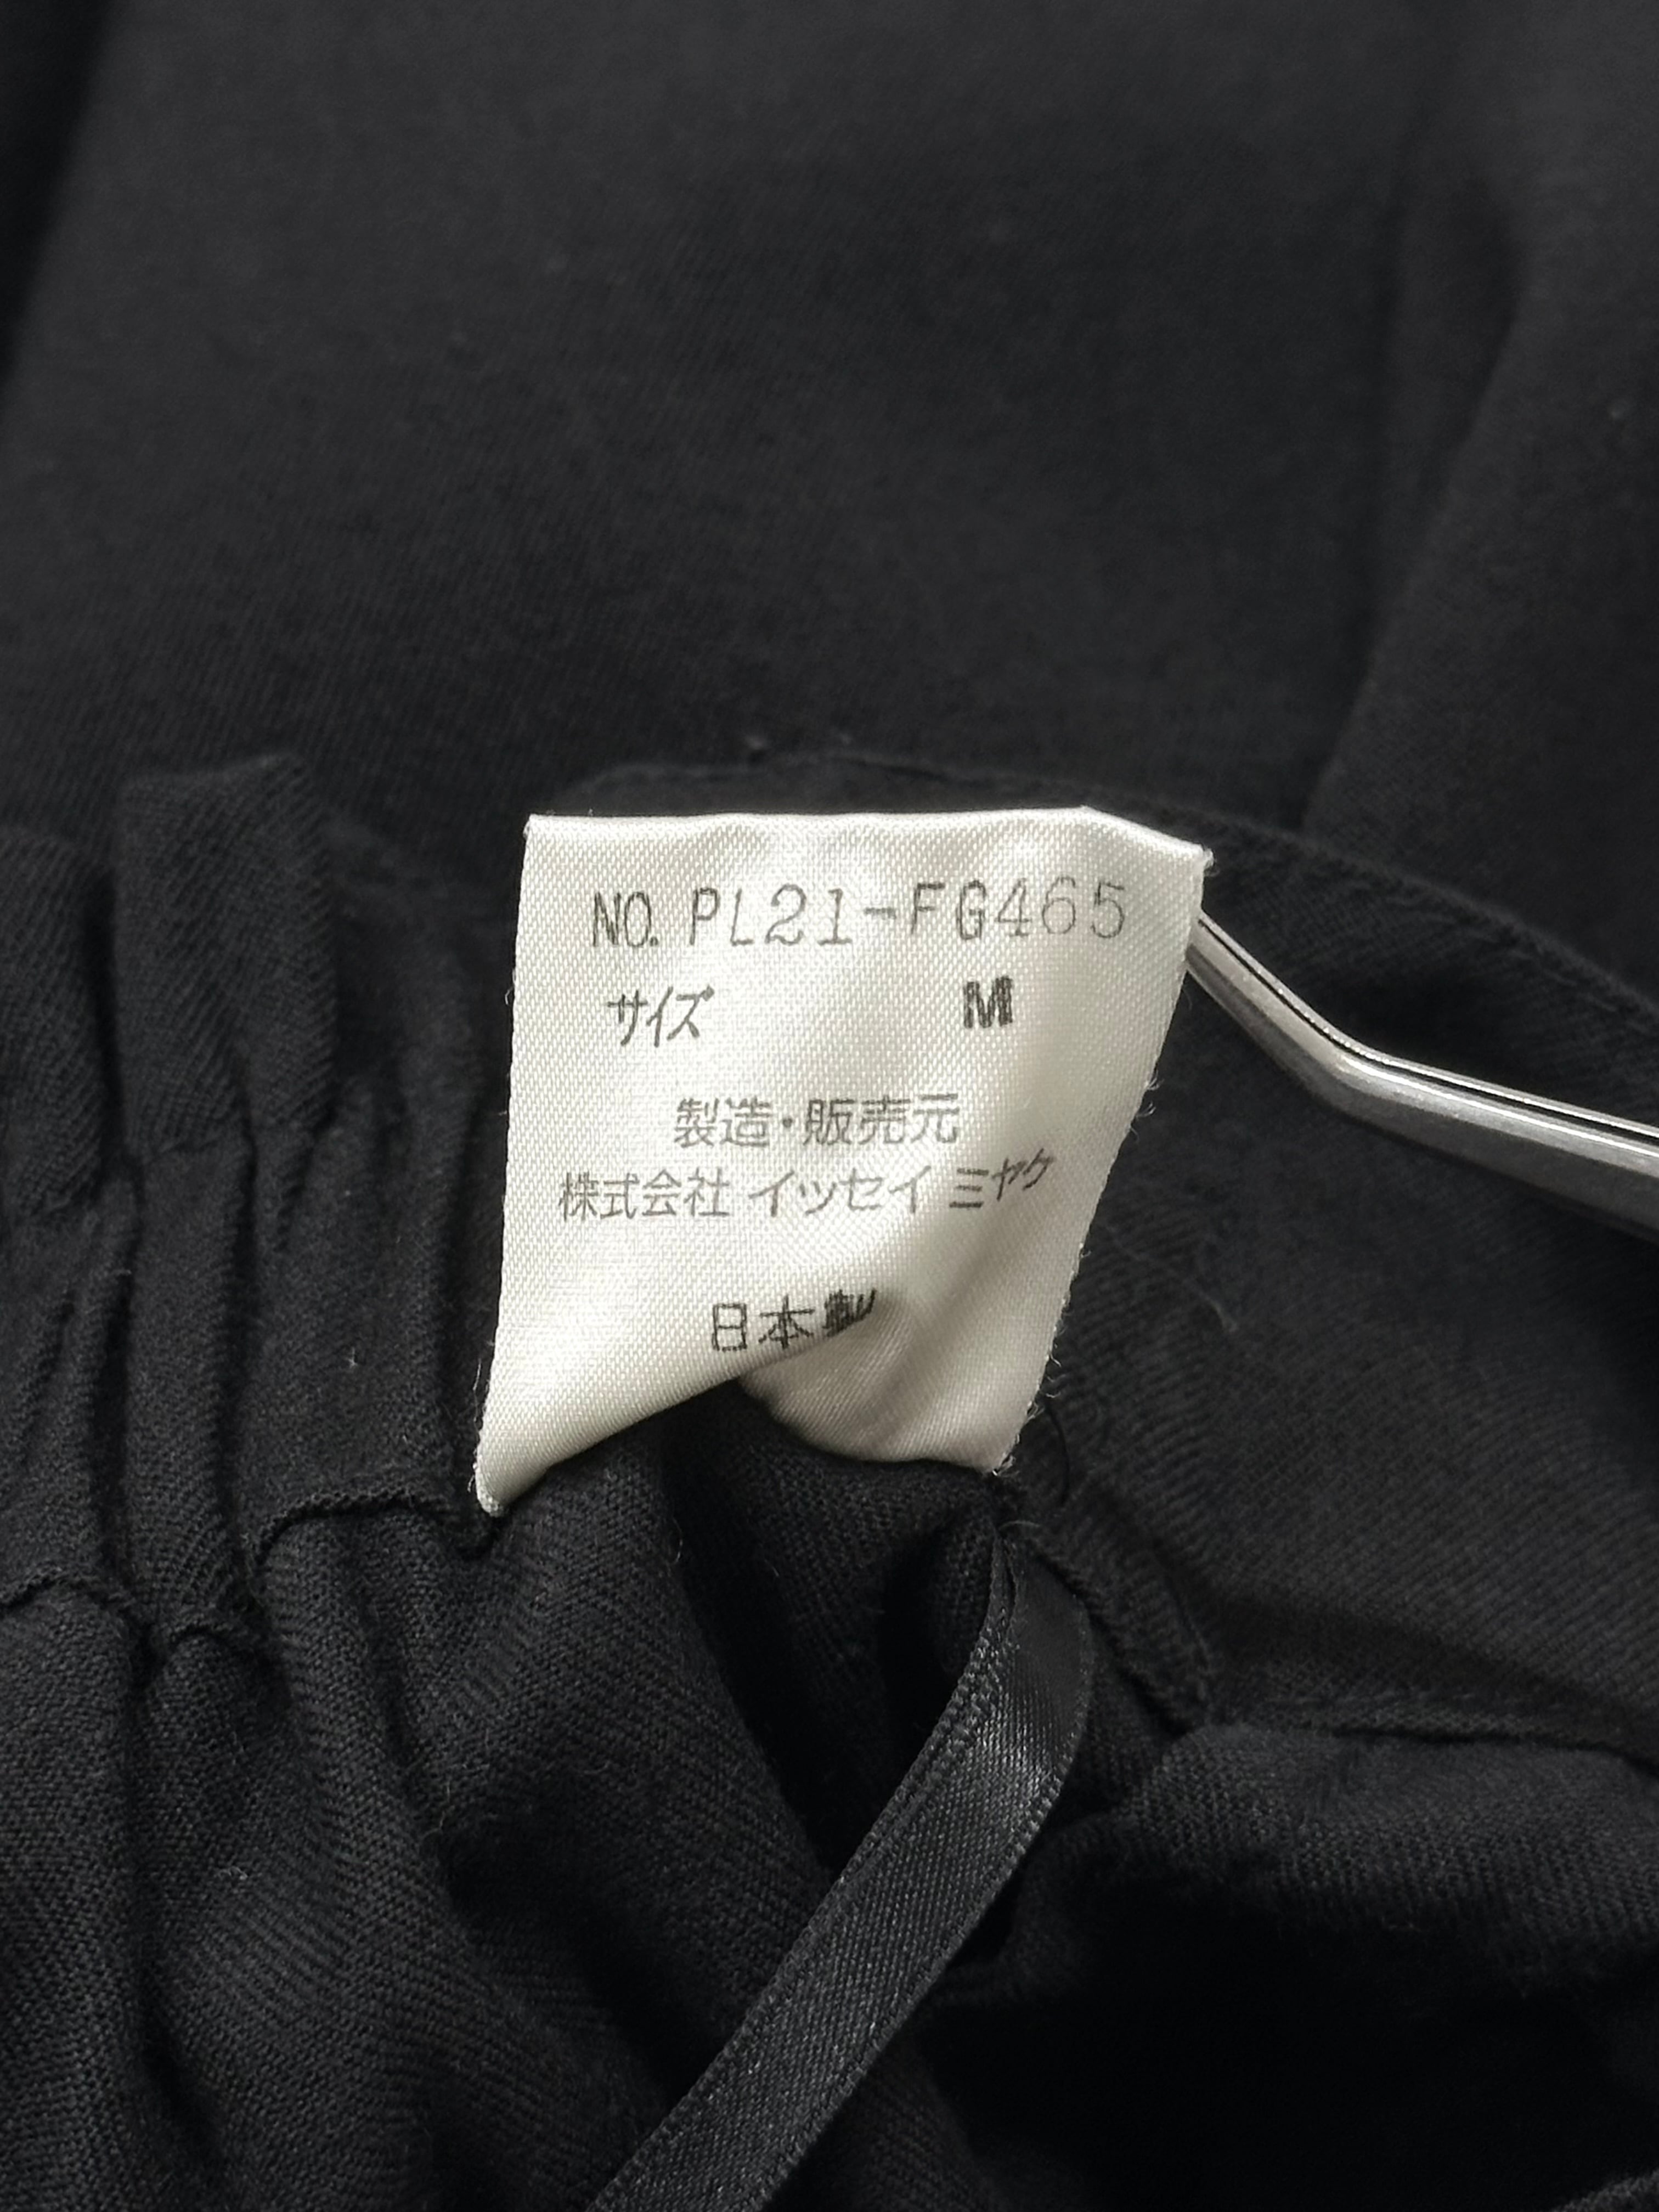 NO. PL21-FG465
サイズ M
製造・販売元
株式会社 イッセイ ミヤケ
日本製